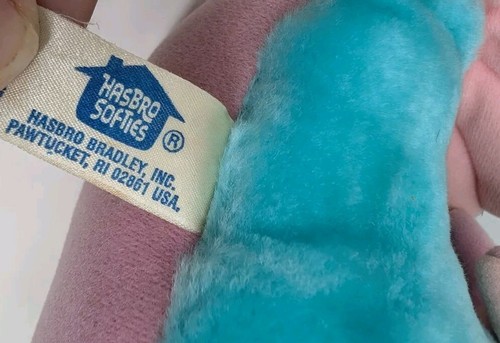 HASBRO
SOFTIES
®
HASBRO BRADLEY, INC.
PAWTUCKET, RI 02861 USA.